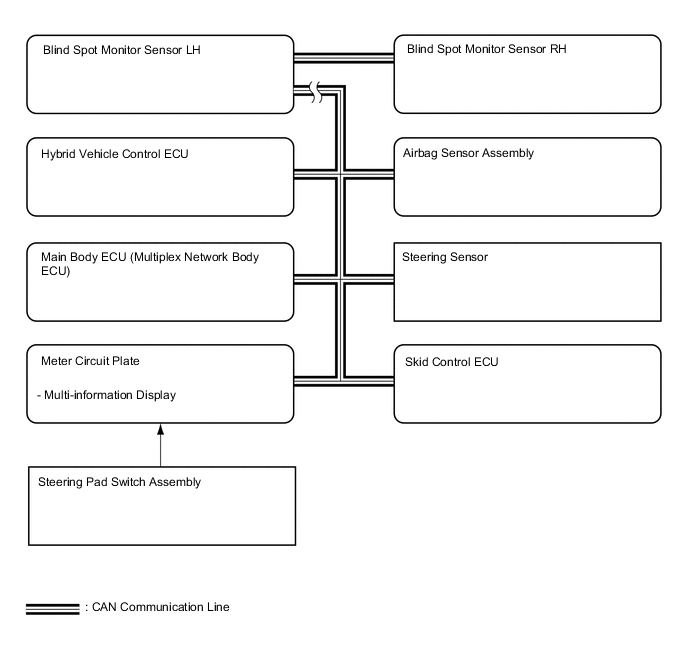 Blind Spot Monitor Sensor LH
Blind Spot Monitor Sensor RH
Hybrid Vehicle Control ECU
Airbag Sensor Assembly
Main Body ECU (Multiplex Network Body
ECU)
Steering Sensor
Meter Circuit Plate
- Multi-information Display
Skid Control ECU
Steering Pad Switch Assembly
: CAN Communication Line